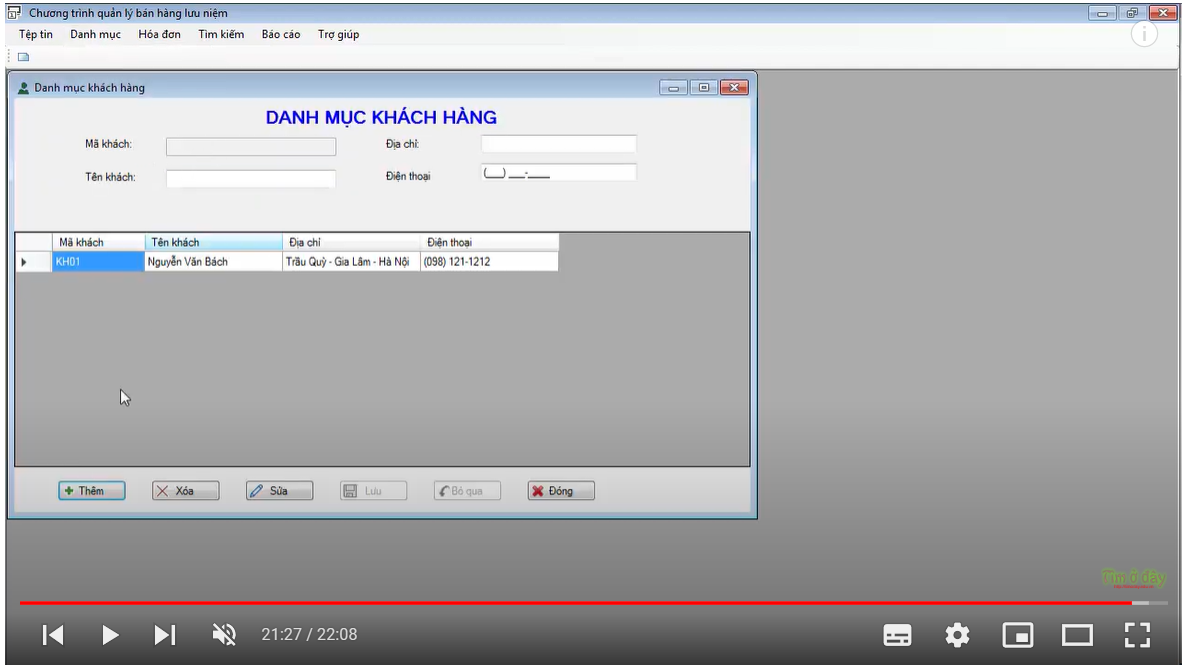 Chương trình quản lý bán hàng lưu niệm
Tệp tin Danh mục Hóa đơn Tìm kiếm Báo cáo Trợ giúp
Danh mục khách hàng
DANH MỤC KHÁCH HÀNG
Mã khách: Địa chỉ:
Tên khách: Điện thoại (___) ___-____
Mã khách Tên khách Địa chỉ Điện thoại
KH01 Nguyễn Văn Bách Trâu Quỳ - Gia Lâm - Hà Nội (098) 121-1212
Thêm Xóa Sửa Lưu Bỏ qua Đóng
Tìm ở đây
21:27 / 22:08